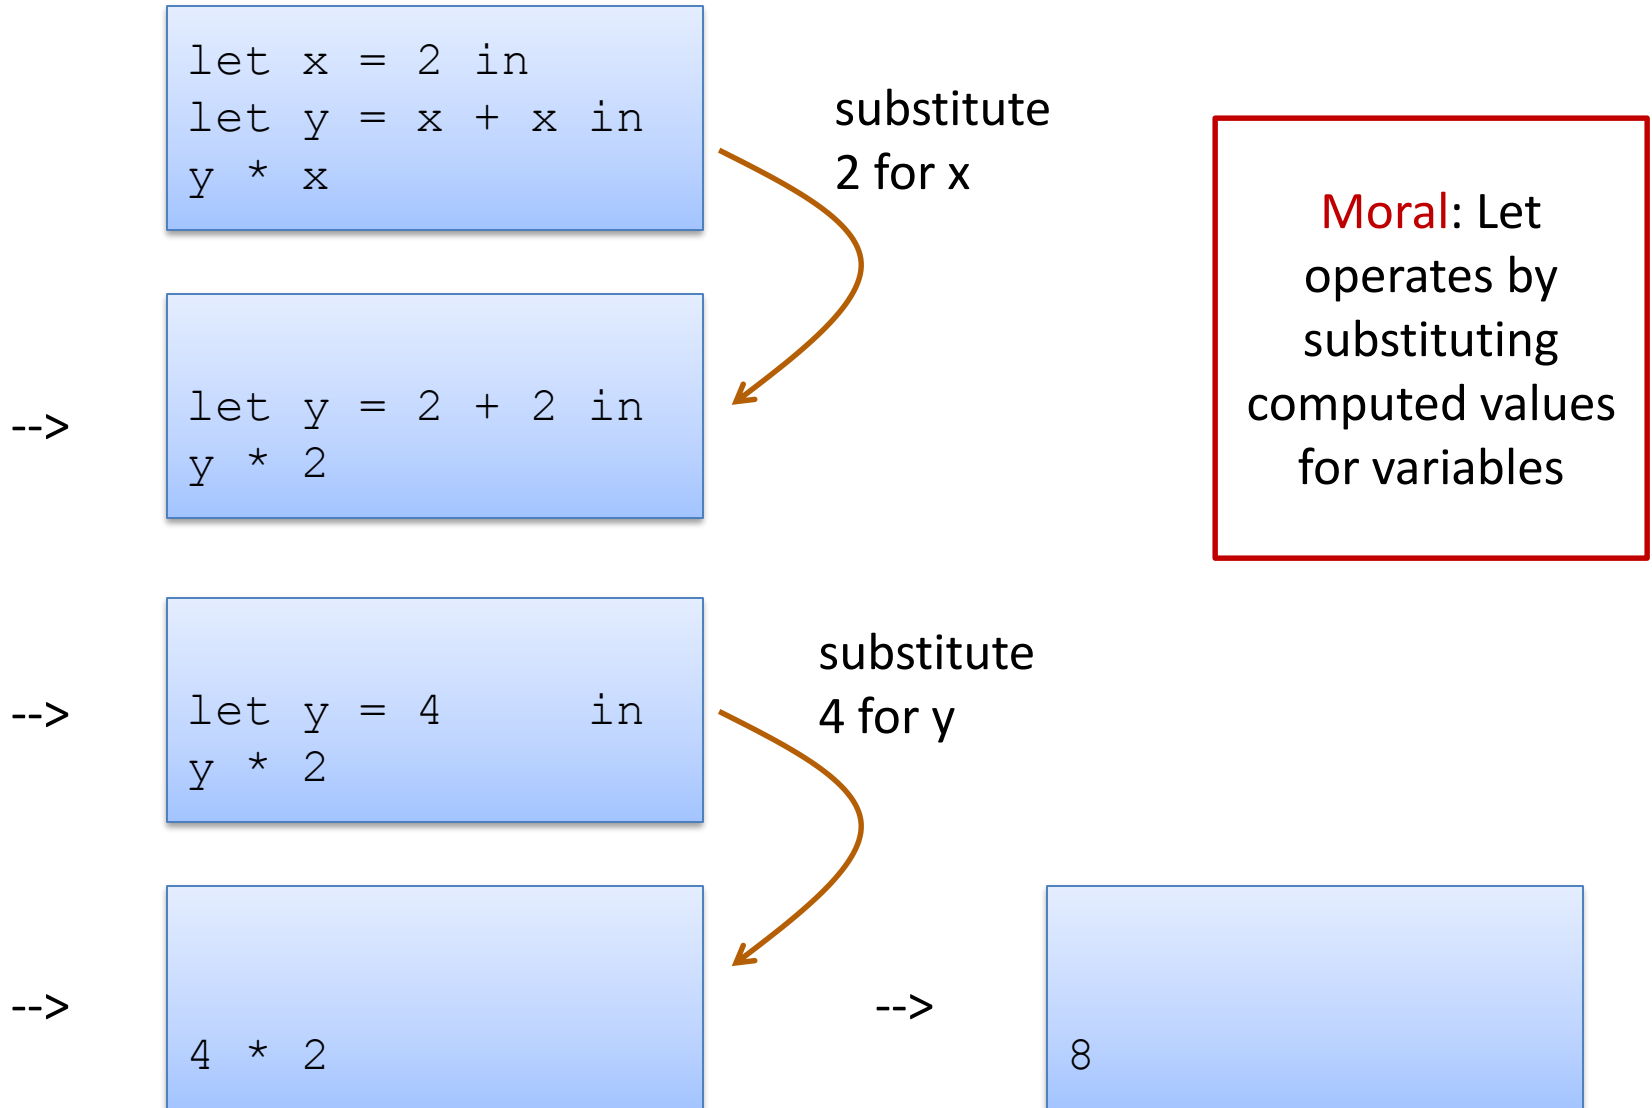 let x = 2 in
let y = x + x in
y * x
substitute
2 for x
Moral: Let
operates by
substituting
computed values
for variables
-->
let y = 2 + 2 in
y * 2
-->
let y = 4     in
y * 2
substitute
4 for y
-->
4 * 2
-->
8